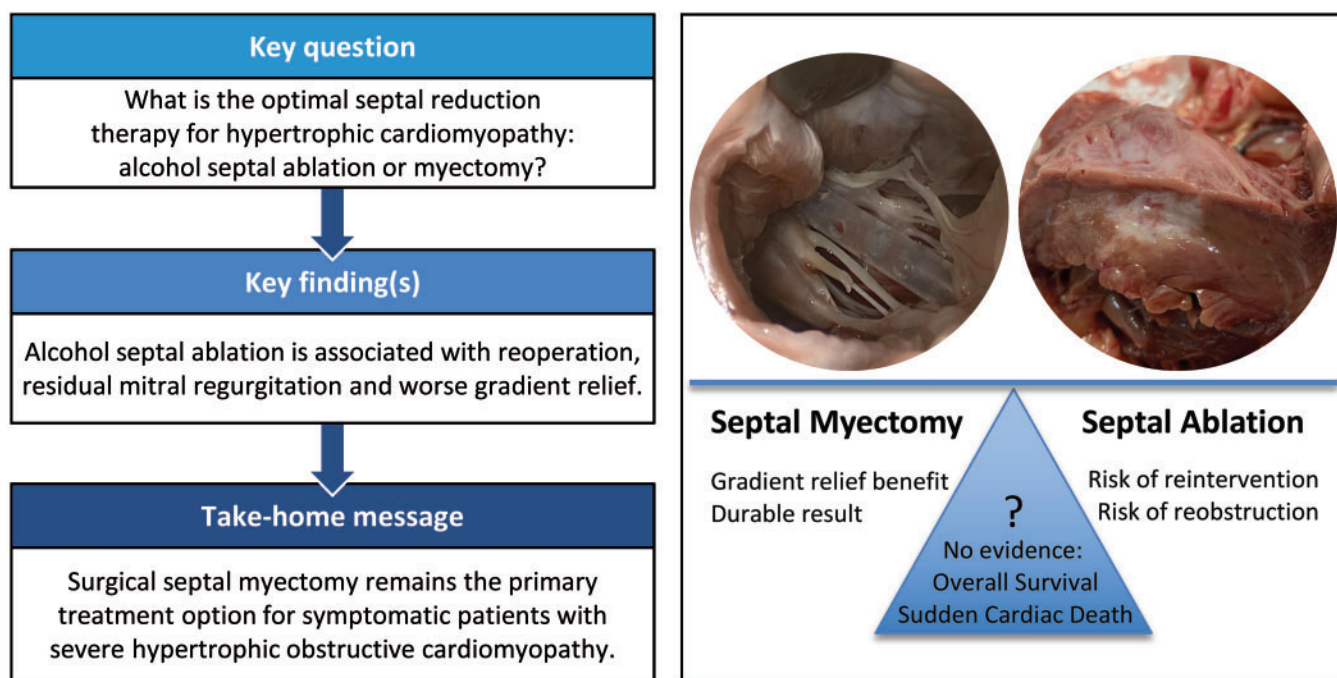 Key question
What is the optimal septal reduction
therapy for hypertrophic cardiomyopathy:
alcohol septal ablation or myectomy?
Key finding(s)
Alcohol septal ablation is associated with reoperation,
residual mitral regurgitation and worse gradient relief.
Take-home message
Surgical septal myectomy remains the primary
treatment option for symptomatic patients with
severe hypertrophic obstructive cardiomyopathy.
Septal Myectomy
Gradient relief benefit
Durable result
Septal Ablation
Risk of reintervention
Risk of reobstruction
?
No evidence:
Overall Survival
Sudden Cardiac Death